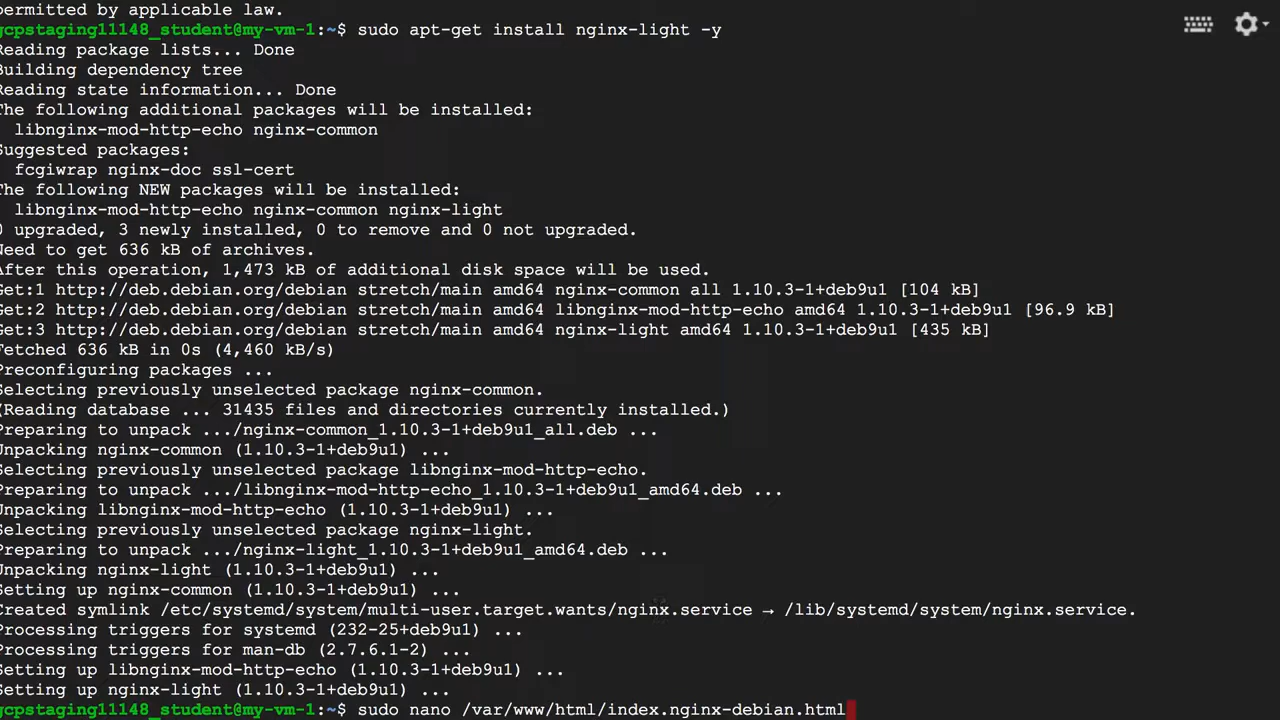 permitted by applicable law.
gcpstaging11148_student@my-vm-1:~$ sudo apt-get install nginx-light -y
Reading package lists... Done
Building dependency tree
Reading state information... Done
The following additional packages will be installed:
libnginx-mod-http-echo nginx-common
Suggested packages:
fcgiwrap nginx-doc ssl-cert
The following NEW packages will be installed:
libnginx-mod-http-echo nginx-common nginx-light
0 upgraded, 3 newly installed, 0 to remove and 0 not upgraded.
Need to get 636 kB of archives.
After this operation, 1,473 kB of additional disk space will be used.
Get:1 http://deb.debian.org/debian stretch/main amd64 nginx-common all 1.10.3-1+deb9u1 [104 kB]
Get:2 http://deb.debian.org/debian stretch/main amd64 libnginx-mod-http-echo amd64 1.10.3-1+deb9u1 [96.9 kB]
Get:3 http://deb.debian.org/debian stretch/main amd64 nginx-light amd64 1.10.3-1+deb9u1 [435 kB]
Fetched 636 kB in 0s (4,460 kB/s)
Preconfiguring packages ...
Selecting previously unselected package nginx-common.
(Reading database ... 31435 files and directories currently installed.)
Preparing to unpack .../nginx-common_1.10.3-1+deb9u1_all.deb ...
Unpacking nginx-common (1.10.3-1+deb9u1) ...
Selecting previously unselected package libnginx-mod-http-echo.
Preparing to unpack .../libnginx-mod-http-echo_1.10.3-1+deb9u1_amd64.deb ...
Unpacking libnginx-mod-http-echo (1.10.3-1+deb9u1) ...
Selecting previously unselected package nginx-light.
Preparing to unpack .../nginx-light_1.10.3-1+deb9u1_amd64.deb ...
Unpacking nginx-light (1.10.3-1+deb9u1) ...
Setting up nginx-common (1.10.3-1+deb9u1) ...
Created symlink /etc/systemd/system/multi-user.target.wants/nginx.service → /lib/systemd/system/nginx.service.
Processing triggers for systemd (232-25+deb9u1) ...
Processing triggers for man-db (2.7.6.1-2) ...
Setting up libnginx-mod-http-echo (1.10.3-1+deb9u1) ...
Setting up nginx-light (1.10.3-1+deb9u1) ...
gcpstaging11148_student@my-vm-1:~$ sudo nano /var/www/html/index.nginx-debian.html